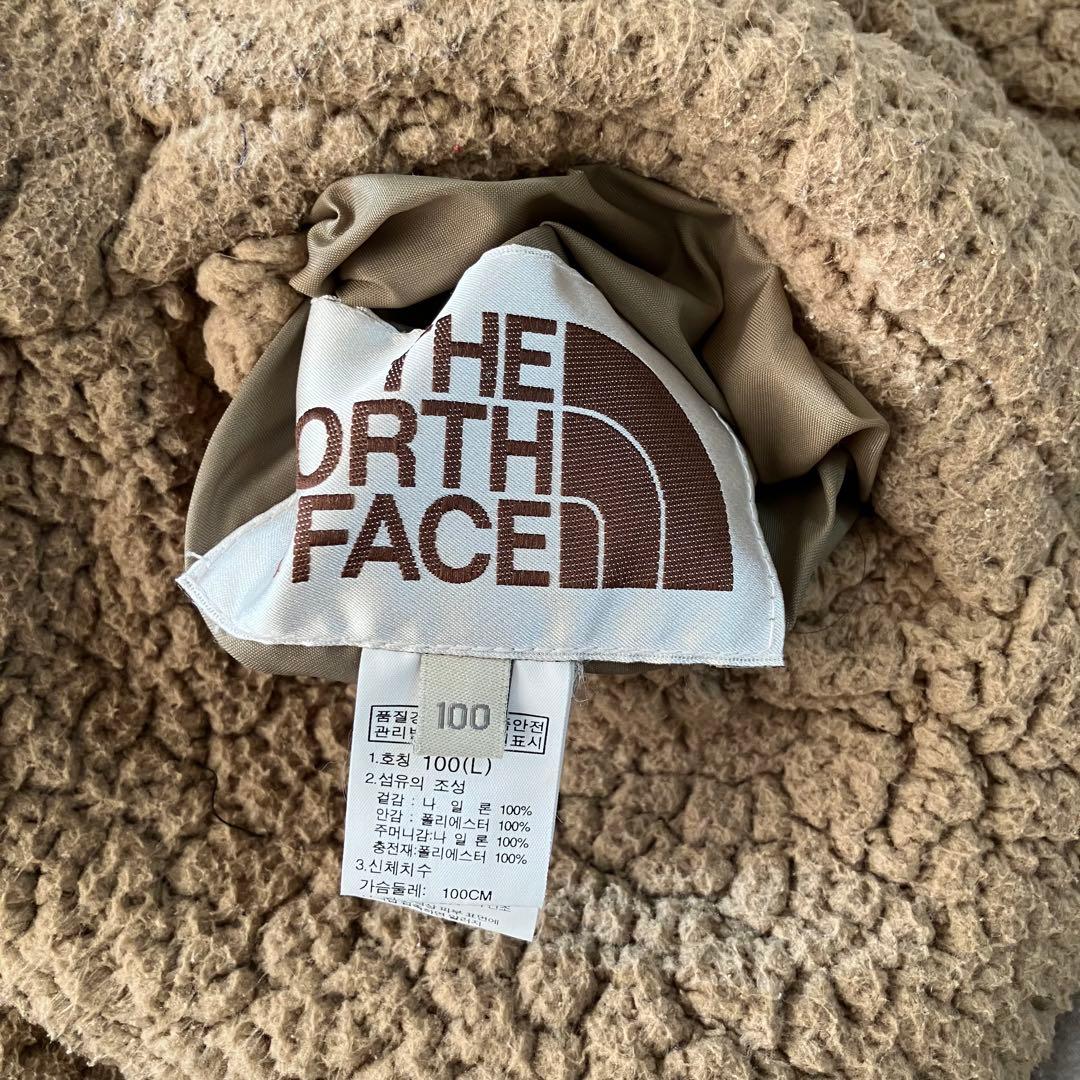 THE
ORTH
FACE
100
품질경
관리법 표시
1.호칭 100(L)
2.섬유의 조성
겉감 : 나 일 론 100%
안감 : 폴리에스터 100%
주머니감:나 일 론 100%
충전재:폴리에스터 100%
3.신체치수
가슴둘레: 100CM